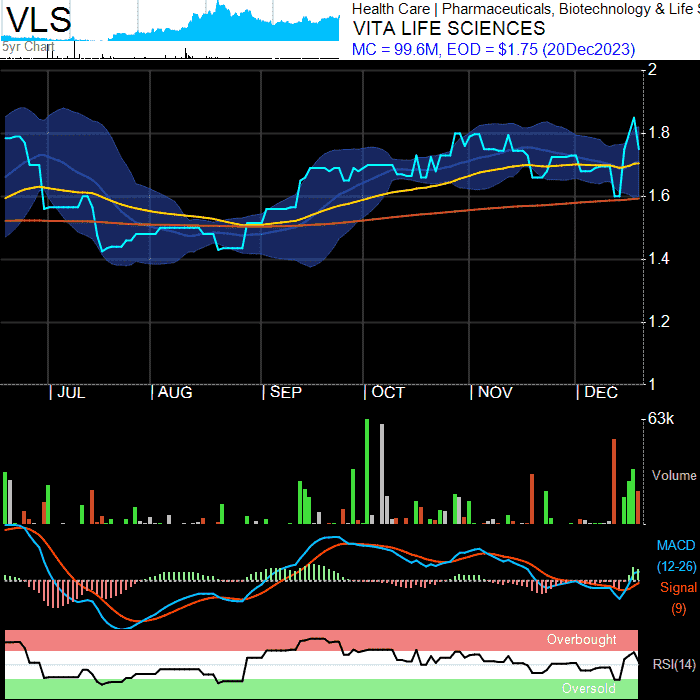 VLS
5yr Chart
Health Care | Pharmaceuticals, Biotechnology & Life S
VITA LIFE SCIENCES
MC = 99.6M, EOD = $1.75 (20Dec2023)
2
1.8
1.6
1.4
1.2
1
| JUL | AUG | SEP | OCT | NOV | DEC
63k
Volume
MACD
(12-26)
Signal
(9)
Overbought
RSI(14)
Oversold